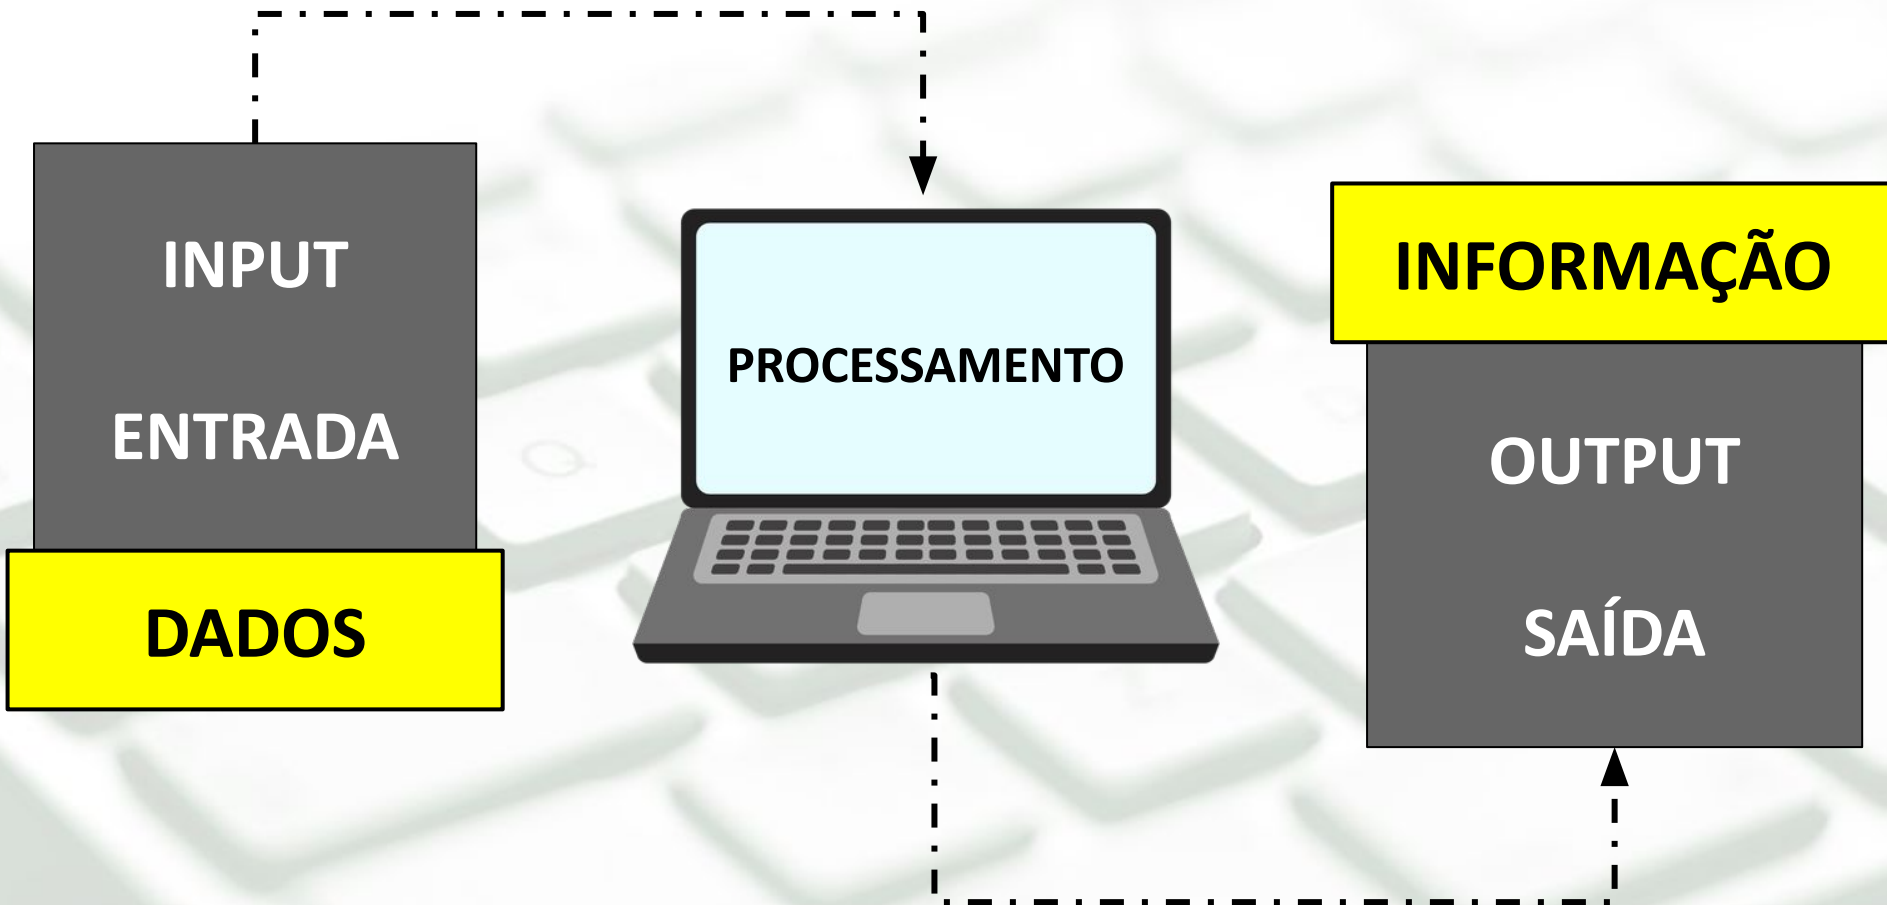 INPUT
ENTRADA
DADOS
PROCESSAMENTO
INFORMAÇÃO
OUTPUT
SAÍDA